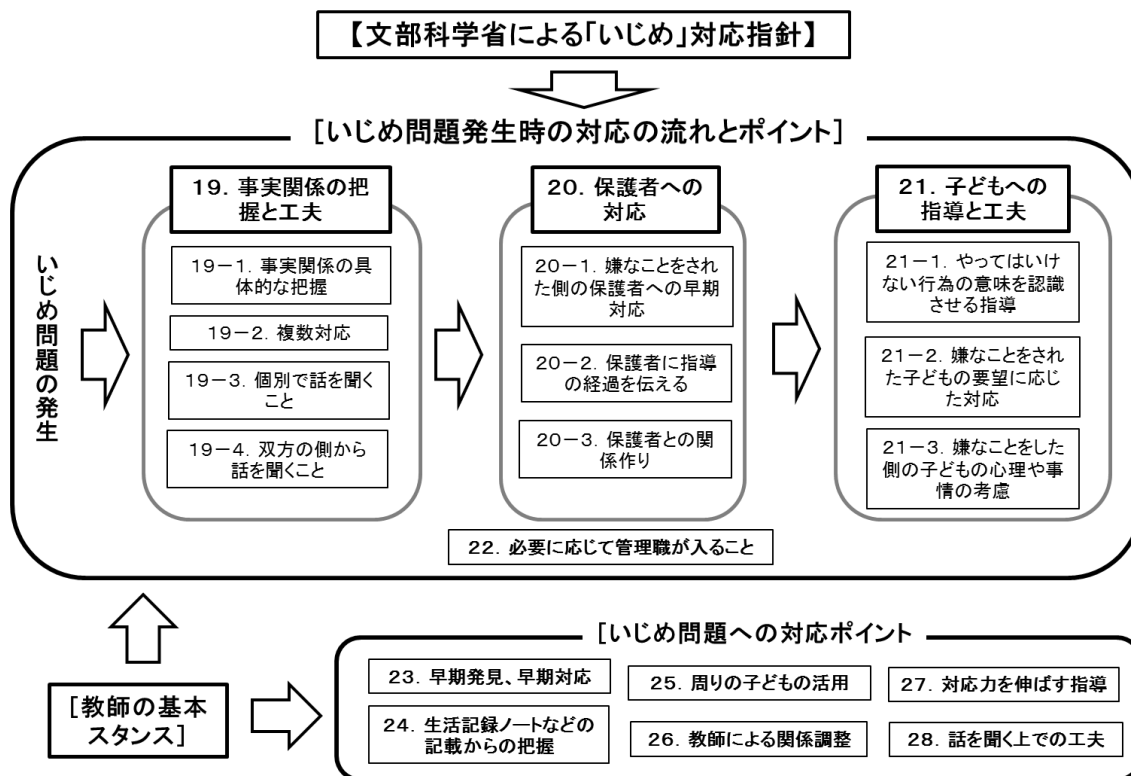 【文部科学省による「いじめ」対応指針】
[いじめ問題発生時の対応の流れとポイント]
いじめ問題の発生
19. 事実関係の把
握と工夫
19－1. 事実関係の具
体的な把握
19－2. 複数対応
19－3. 個別で話を聞く
こと
19－4. 双方の側から
話を聞くこと
20. 保護者への
対応
20－1. 嫌なことをさ
れた側の保護者への早期
対応
20－2. 保護者に指導
の経過を伝える
20－3. 保護者との関
係作り
21. 子どもへの
指導と工夫
21－1. やってはいけ
ない行為の意味を認識
させる指導
21－2. 嫌なことをさ
れた子どもの要望に応じ
た対応
21－3. 嫌なことをした
側の子どもの心理や事
情の考慮
22. 必要に応じて管理職が入ること
[教師の基本
スタンス]
[いじめ問題への対応ポイント
23. 早期発見、早期対応
24. 生活記録ノートなどの
記載からの把握
25. 周りの子どもの活用
26. 教師による関係調整
27. 対応力を伸ばす指導
28. 話を聞く上での工夫